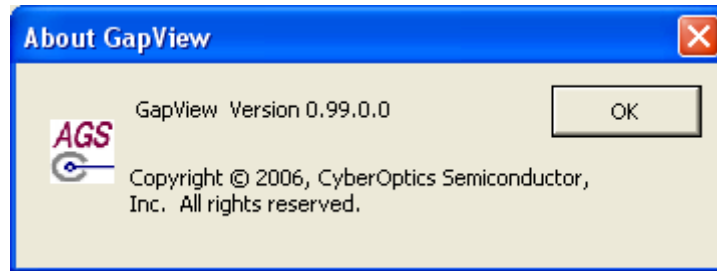 About GapView
GapView Version 0.99.0.0
OK
AGS
Copyright © 2006, CyberOptics Semiconductor,
Inc. All rights reserved.